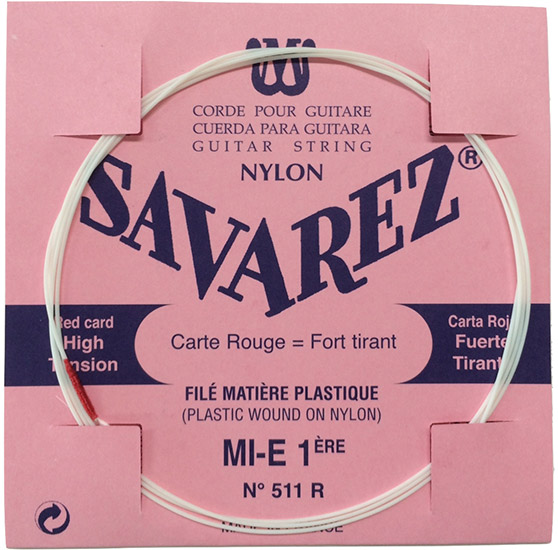 CORDE POUR GUITARE
CUERDA PARA GUITARA
GUITAR STRING
NYLON
SAVAREZ®
Red card
High
Tension
Carte Rouge = Fort tirant
Carta Roja
Fuerte
Tirant
FILÉ MATIÈRE PLASTIQUE
(PLASTIC WOUND ON NYLON)
MI-E 1ÈRE
N° 511 R